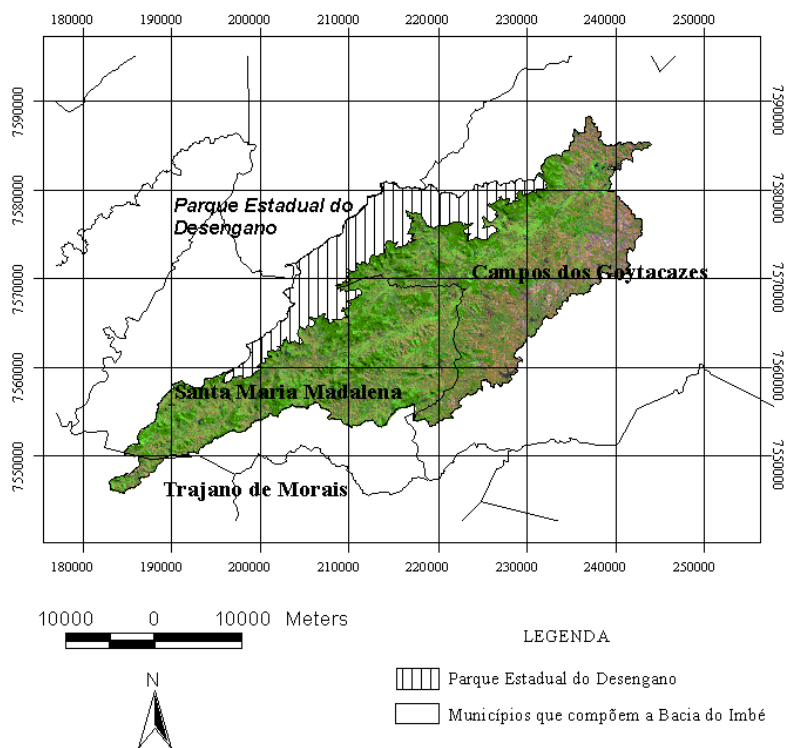 180000 190000 200000 210000 220000 230000 240000 250000
7590000 7590000
7580000 7580000
Parque Estadual do
Desengano
Campos dos Goytacazes
7570000 7570000
7560000 7560000
Santa Maria Madalena
7550000 7550000
Trajano de Morais
180000 190000 200000 210000 220000 230000 240000 250000
10000 0 10000 Meters
LEGENDA
N
Parque Estadual do Desengano
Municípios que compõem a Bacia do Imbé